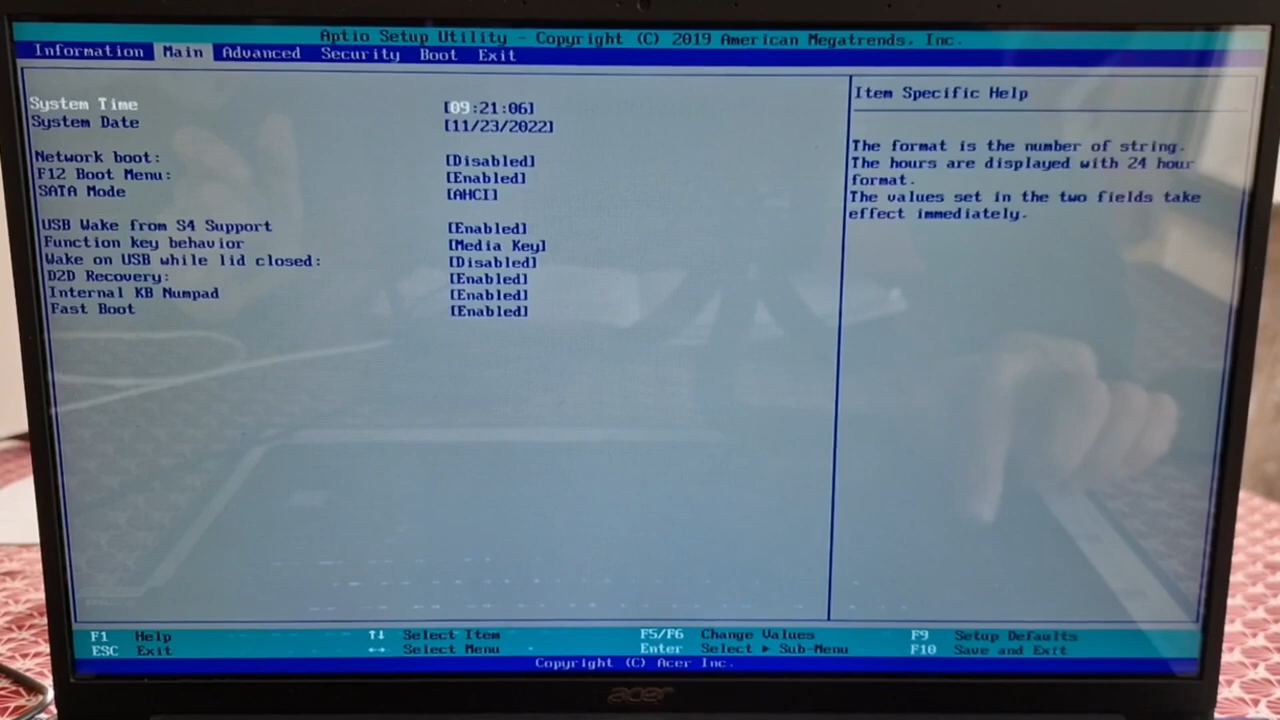 Aptio Setup Utility - Copyright (C) 2019 American Megatrends, Inc.
Information Main Advanced Security Boot Exit
System Time [09:21:06]
System Date [11/23/2022]
Network boot: [Disabled]
F12 Boot Menu: [Enabled]
SATA Mode [AHCI]
USB Wake from S4 Support [Enabled]
Function key behavior [Media Key]
Wake on USB while lid closed: [Disabled]
D2D Recovery: [Enabled]
Internal KB Numpad [Enabled]
Fast Boot [Enabled]
Item Specific Help
The format is the number of string.
The hours are displayed with 24 hour
format.
The values set in the two fields take
effect immediately.
F1 Help ↑↓ Select Item F5/F6 Change Values F9 Setup Defaults
ESC Exit ←→ Select Menu Enter Select ▶ Sub-Menu F10 Save and Exit
Copyright (C) Acer Inc.
acer